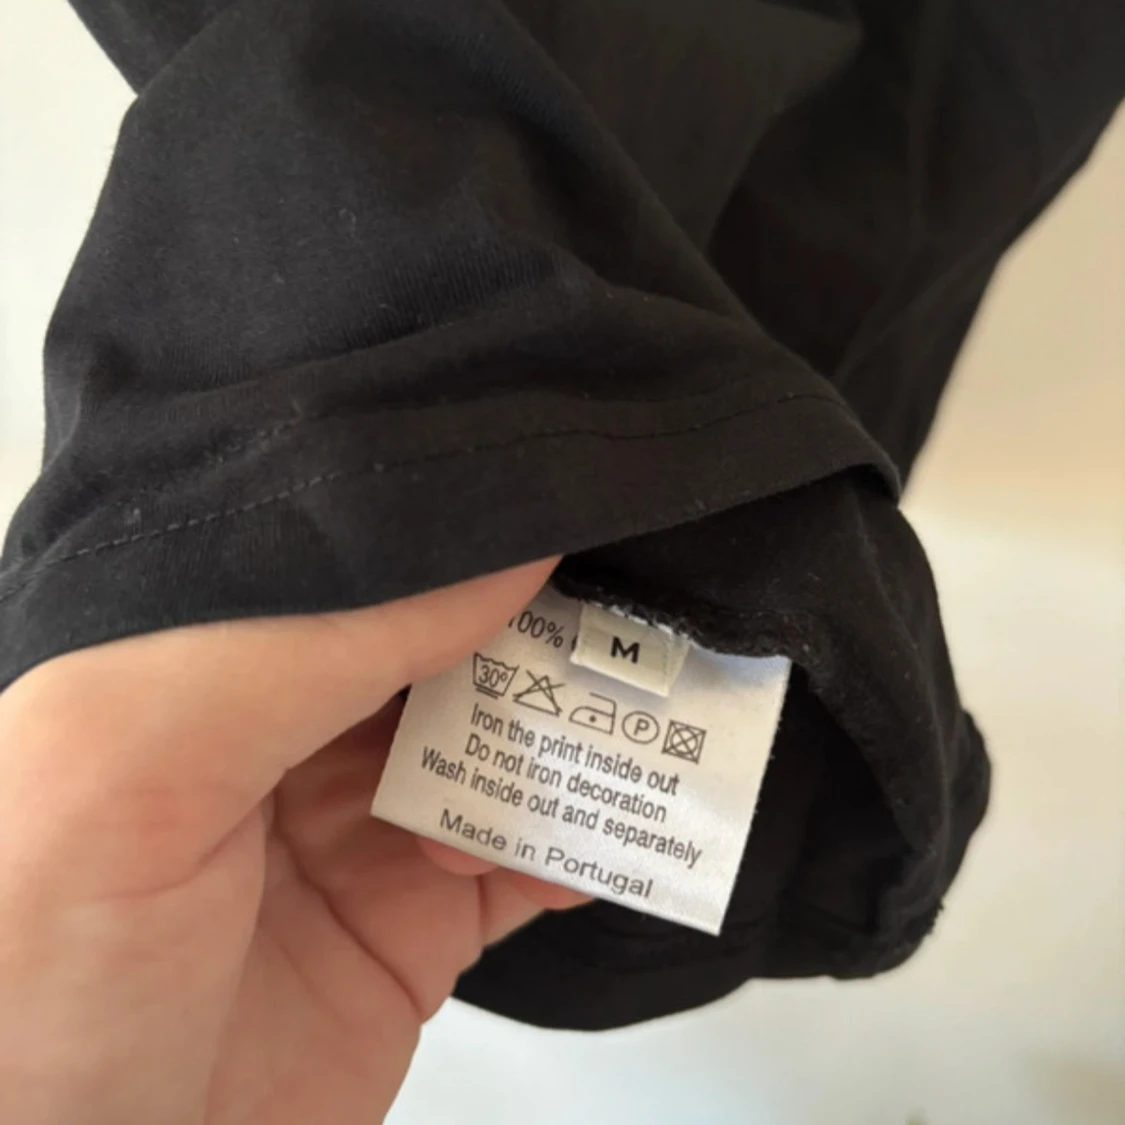 100%
M
30°
P
Iron the print inside out
Do not iron decoration
Wash inside out and separately
Made in Portugal